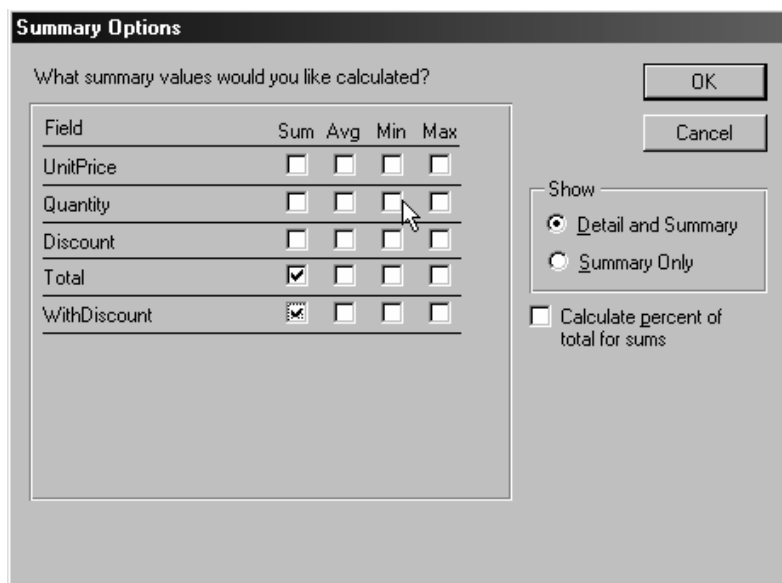 Summary Options
What summary values would you like calculated?
OK
Cancel
Field Sum Avg Min Max
UnitPrice
Quantity
Discount
Total
WithDiscount
Show
Detail and Summary
Summary Only
Calculate percent of
total for sums